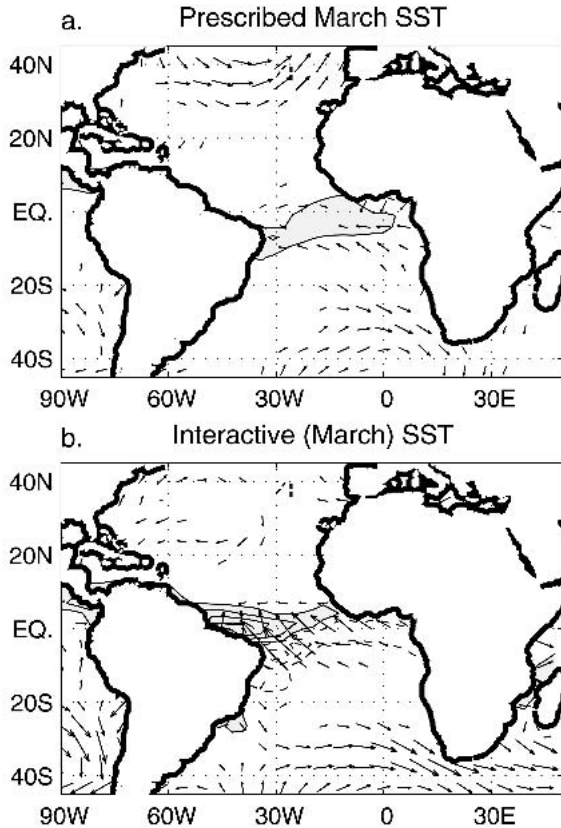 a. Prescribed March SST
40N
20N
EQ.
20S
40S
90W 60W 30W 0 30E
b. Interactive (March) SST
40N
20N
EQ.
20S
40S
90W 60W 30W 0 30E